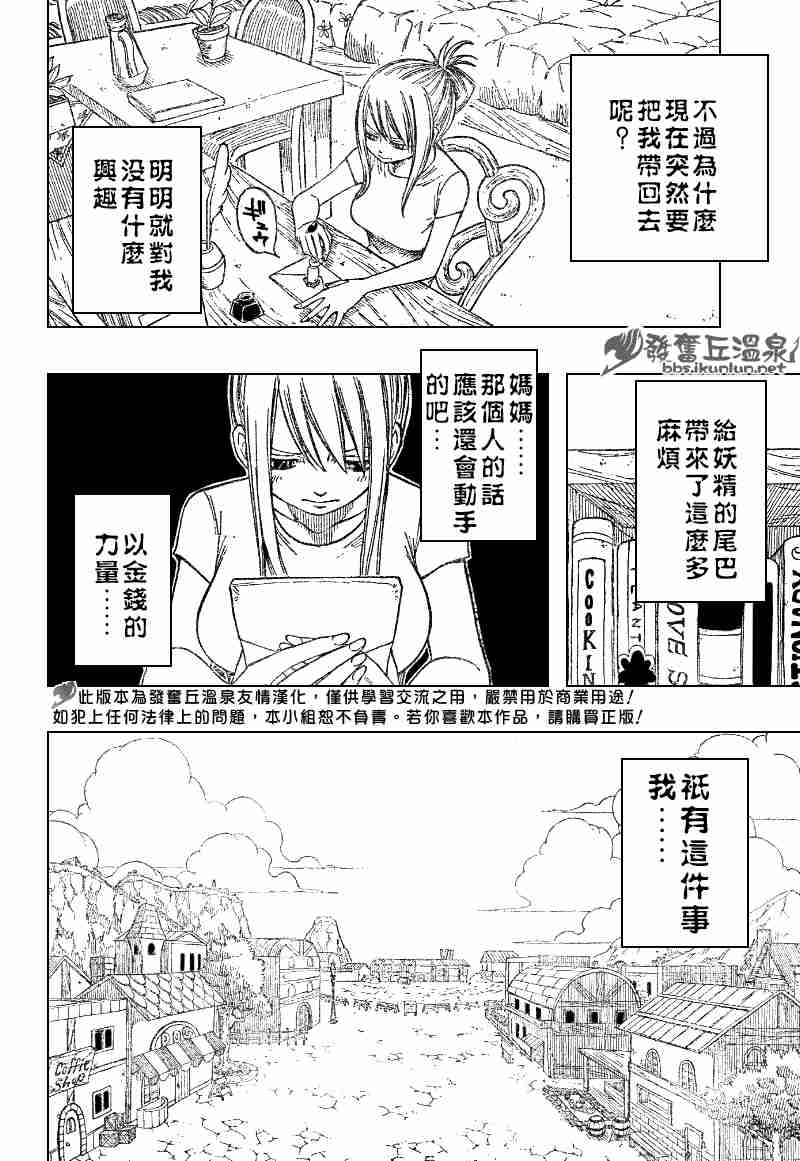 不過為什麼
現在突然要
把我帶回去
呢？
明明就對我
没有什麼
興趣
ギュゥ
發奮丘溫泉
bbs.ikunlun.net
給妖精的尾巴
帶來了這麼多
麻煩
COOKIN
LOVE S
媽媽……
那個人的話
應該還會動手
的吧…
以金錢的
力量……
此版本為發奮丘溫泉友情漢化，僅供學習交流之用，嚴禁用於商業用途！
如犯上任何法律上的問題，本小組恕不負責。若你喜歡本作品，請購買正版！
衹有這件事
我……
POP
Coffie
Shop